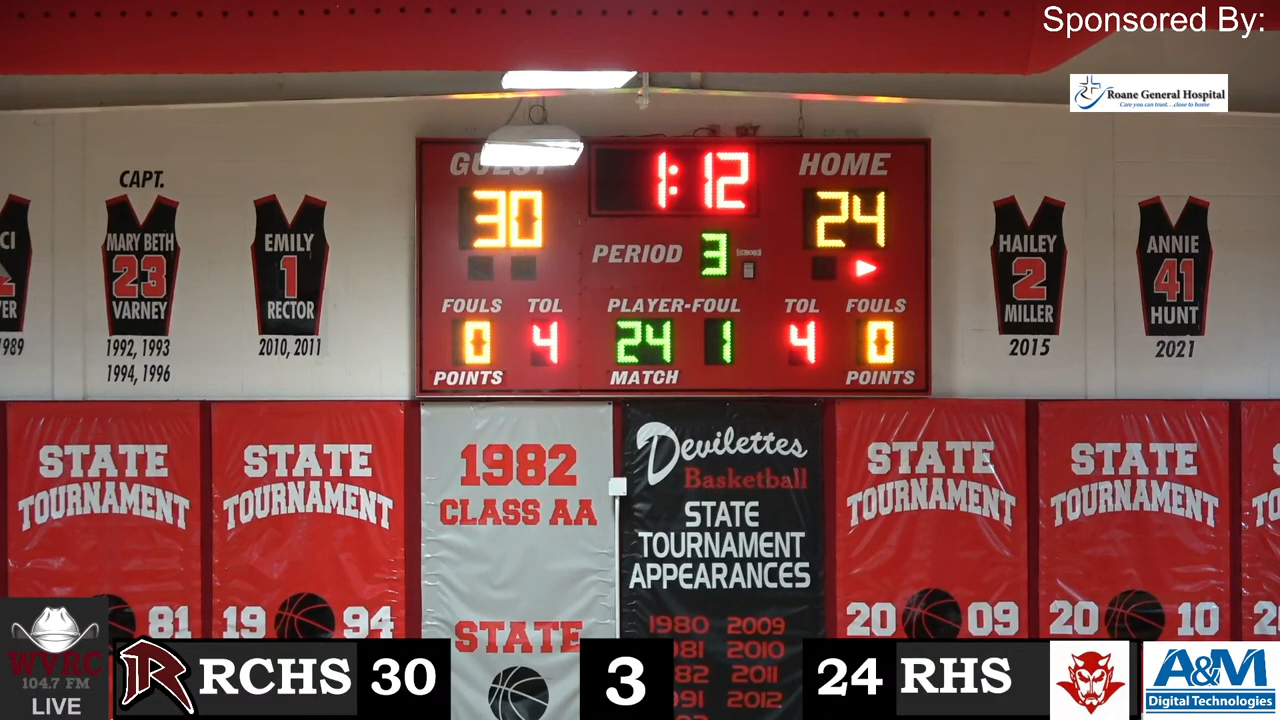 Sponsored By:
Roane General Hospital
Care you can trust...close to home
CAPT.
MARY BETH
23
VARNEY
1992, 1993
1994, 1996
EMILY
1
RECTOR
2010, 2011
GUEST
30
1:12
HOME
24
PERIOD 3
FOULS
0
POINTS
TOL
4
PLAYER-FOUL
24 1
MATCH
TOL
4
FOULS
0
POINTS
HAILEY
2
MILLER
2015
ANNIE
41
HUNT
2021
STATE
TOURNAMENT
81
STATE
TOURNAMENT
19 94
1982
CLASS AA
STATE
Devilettes
Basketball
STATE
TOURNAMENT
APPEARANCES
1980 2009
981 2010
82 2011
91 2012
STATE
TOURNAMENT
20 09
STATE
TOURNAMENT
20 10
WVRC
104.7 FM
LIVE
R RCHS 30
3
24 RHS
A&M
Digital Technologies